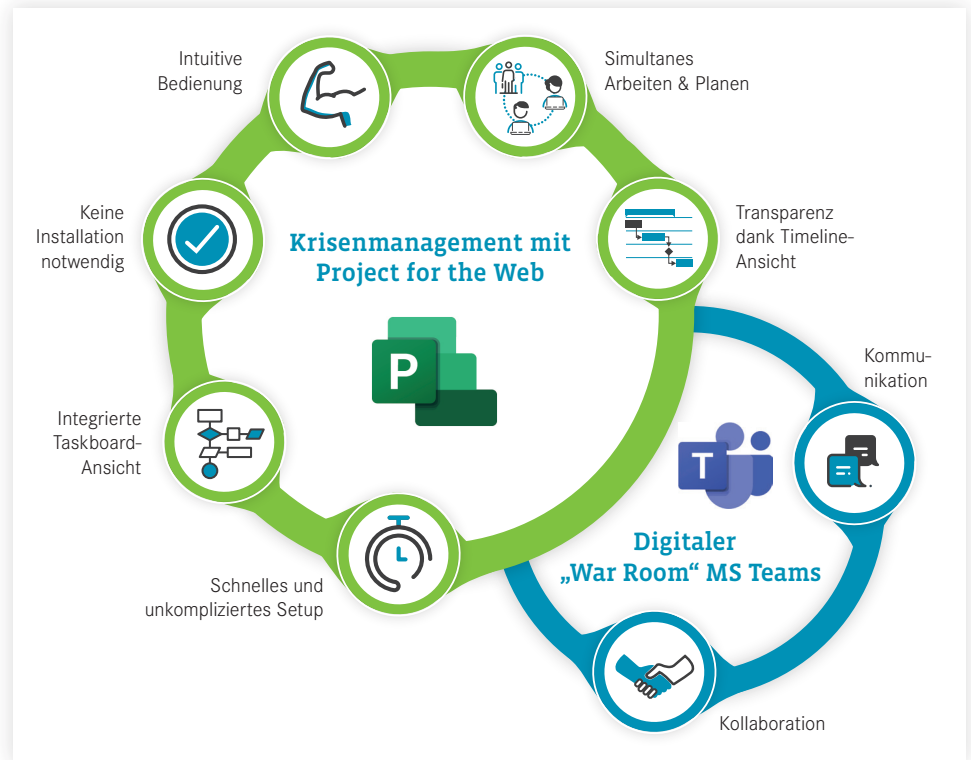 Intuitive
Bedienung
Simultanes
Arbeiten & Planen
Keine
Installation
notwendig
Krisenmanagement mit
Project for the Web
Transparenz
dank Timeline-
Ansicht
P
Kommu-
nikation
Integrierte
Taskboard-
Ansicht
T
Digitaler
„War Room“ MS Teams
Schnelles und
unkompliziertes Setup
Kollaboration